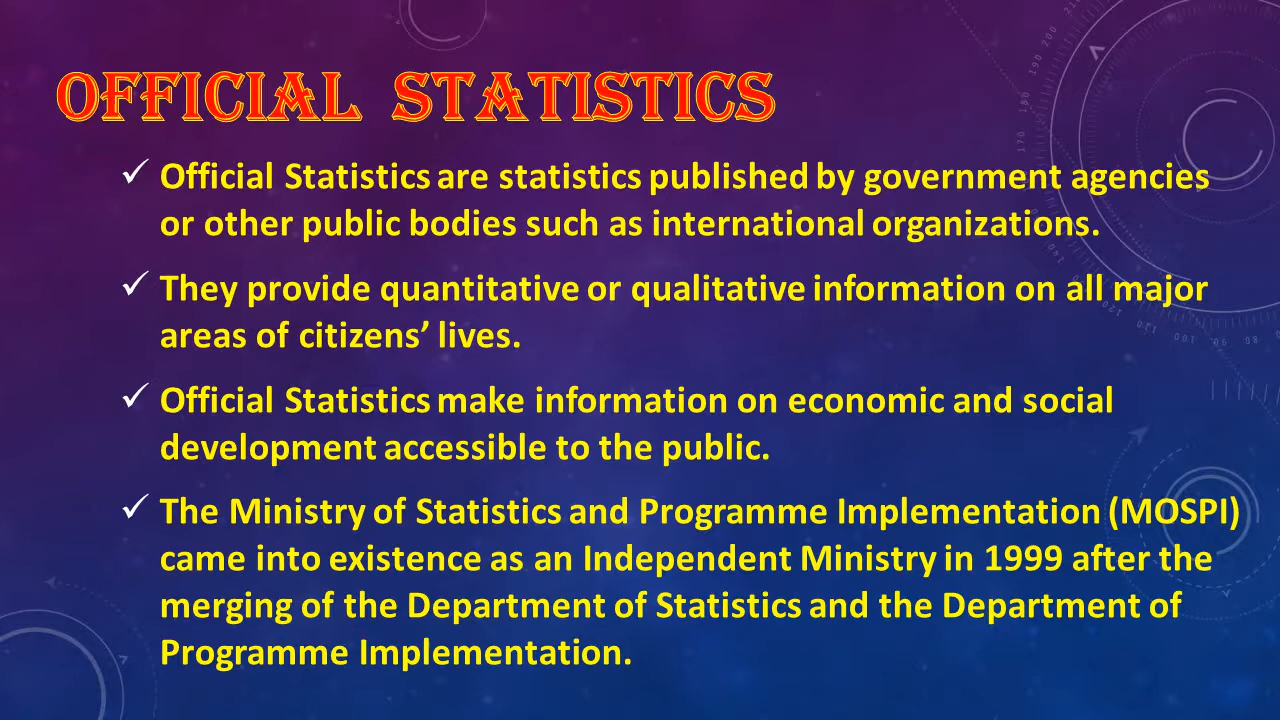 OFFICIAL STATISTICS
✓ Official Statistics are statistics published by government agencies
or other public bodies such as international organizations.
✓ They provide quantitative or qualitative information on all major
areas of citizens’ lives.
✓ Official Statistics make information on economic and social
development accessible to the public.
✓ The Ministry of Statistics and Programme Implementation (MOSPI)
came into existence as an Independent Ministry in 1999 after the
merging of the Department of Statistics and the Department of
Programme Implementation.